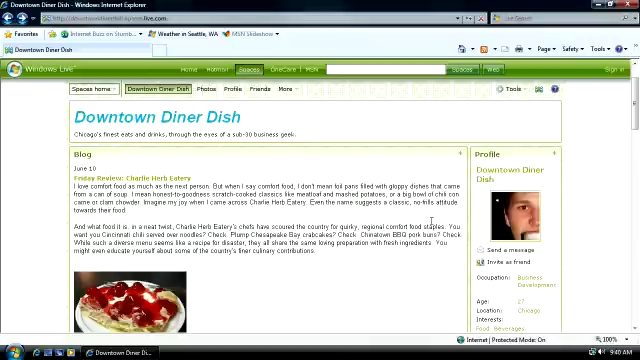 Downtown Diner Dish - Windows Internet Explorer
Favorites
Internet Buzz on Stumb...
Weather in Seattle, WA
MSN Slideshow
Downtown Diner Dish
Page
Safety
Tools
Windows Live
Home
Hotmail
Spaces
OneCare
MSN
Spaces
Web
Sign in
Spaces home
Downtown Diner Dish
Photos
Profile
Friends
More
Tools
Downtown Diner Dish
Chicago's finest eats and drinks, through the eyes of a sub-30 business geek.
Blog
June 10
Friday Review: Charlie Herb Eatery
I love comfort food as much as the next person. But when I say comfort food, I don't mean foil pans filled with gloppy dishes that came
from a can of soup. I mean honest-to-goodness scratch-cooked classics like meatloaf and mashed potatoes, or a big bowl of chili con
carne or clam chowder. Imagine my joy when I came across Charlie Herb Eatery. Even the name suggests a classic, no-frills attitude
towards their food.
And what food it is. in a neat twist, Charlie Herb Eatery's chefs have scoured the country for quirky, regional comfort food staples. You
want you Cincinnati chili served over noodles? Check. Plump Chesapeake Bay crabcakes? Check. Chinatown BBQ pork buns? Check.
While such a diverse menu seems like a recipe for disaster, they all share the same loving preparation with fresh ingredients. You
might even educate yourself about some of the country's finer culinary contributions.
Profile
Downtown Diner
Dish
Send a message
Invite as friend
Occupation: Business
Development
Age: 27
Location: Chicago
Interests:
Food Beverages
Internet | Protected Mode: On
100%
Downtown Diner Di...
9:40 AM